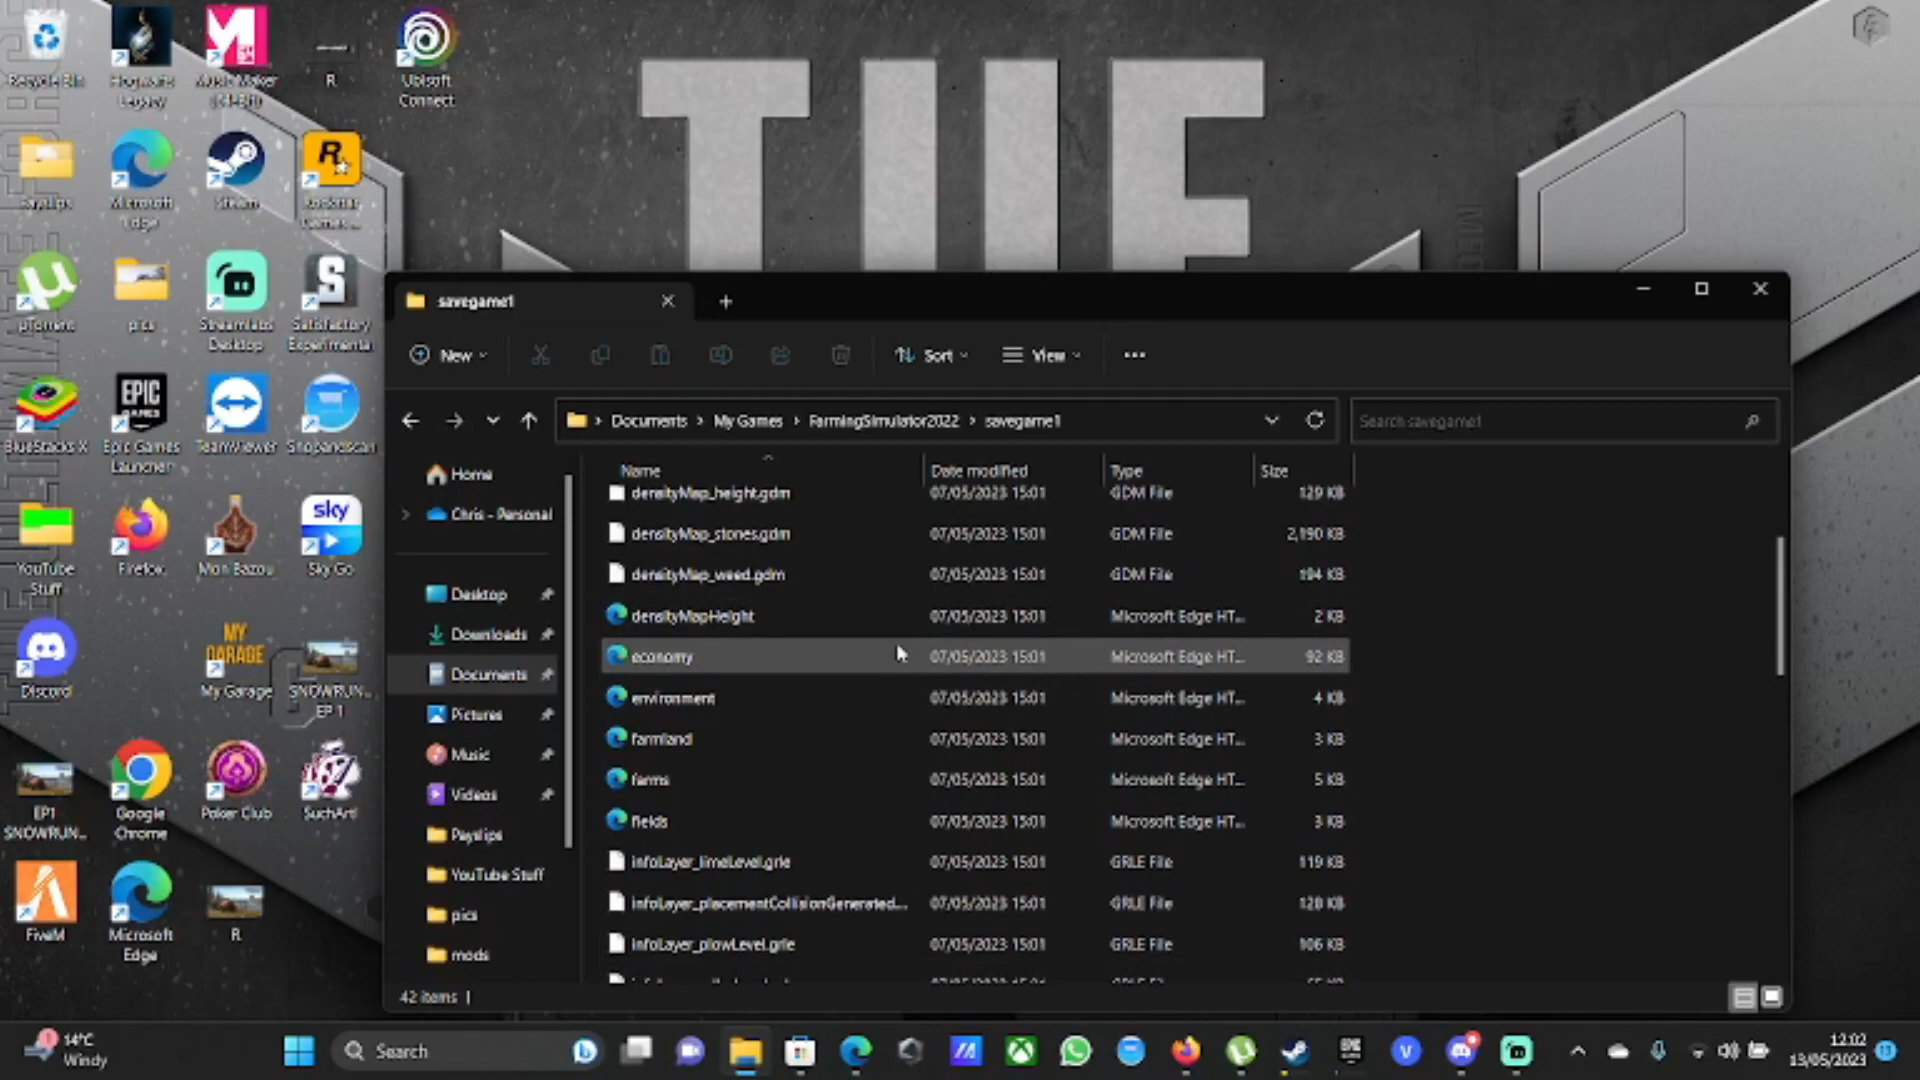 Recycle Bin
Hogwarts Legacy
Music Maker (64-Bit)
R
Ubisoft Connect
Payslips
Microsoft Edge
Steam
Rockstar Games...
µTorrent
pics
Streamlabs Desktop
Satisfactory Experimental
BlueStacks X
EPIC GAMES
Epic Games Launcher
TeamViewer
Shopandscan
YouTube Stuff
Firefox
Mon Bazou
sky
Sky Go
Discord
MY GARAGE
My Garage
SNOWRUN... EP 1
EP1 SNOWRUN...
Google Chrome
Poker Club
SuchArt!
FiveM
Microsoft Edge
R
savegame1
New
Sort
View
Documents > My Games > FarmingSimulator2022 > savegame1
Search savegame1
Home
Chris - Personal
Desktop
Downloads
Documents
Pictures
Music
Videos
Payslips
YouTube Stuff
pics
mods
Name Date modified Type Size
densityMap_height.gdm 07/05/2023 15:01 GDM File 129 KB
densityMap_stones.gdm 07/05/2023 15:01 GDM File 2,190 KB
densityMap_weed.gdm 07/05/2023 15:01 GDM File 194 KB
densityMapHeight 07/05/2023 15:01 Microsoft Edge HT... 2 KB
economy 07/05/2023 15:01 Microsoft Edge HT... 92 KB
environment 07/05/2023 15:01 Microsoft Edge HT... 4 KB
farmland 07/05/2023 15:01 Microsoft Edge HT... 3 KB
farms 07/05/2023 15:01 Microsoft Edge HT... 5 KB
fields 07/05/2023 15:01 Microsoft Edge HT... 3 KB
infoLayer_limeLevel.grle 07/05/2023 15:01 GRLE File 119 KB
infoLayer_placementCollisionGenerated... 07/05/2023 15:01 GRLE File 128 KB
infoLayer_plowLevel.grle 07/05/2023 15:01 GRLE File 106 KB
42 items
14°C
Windy
Search
12:02
13/05/2023